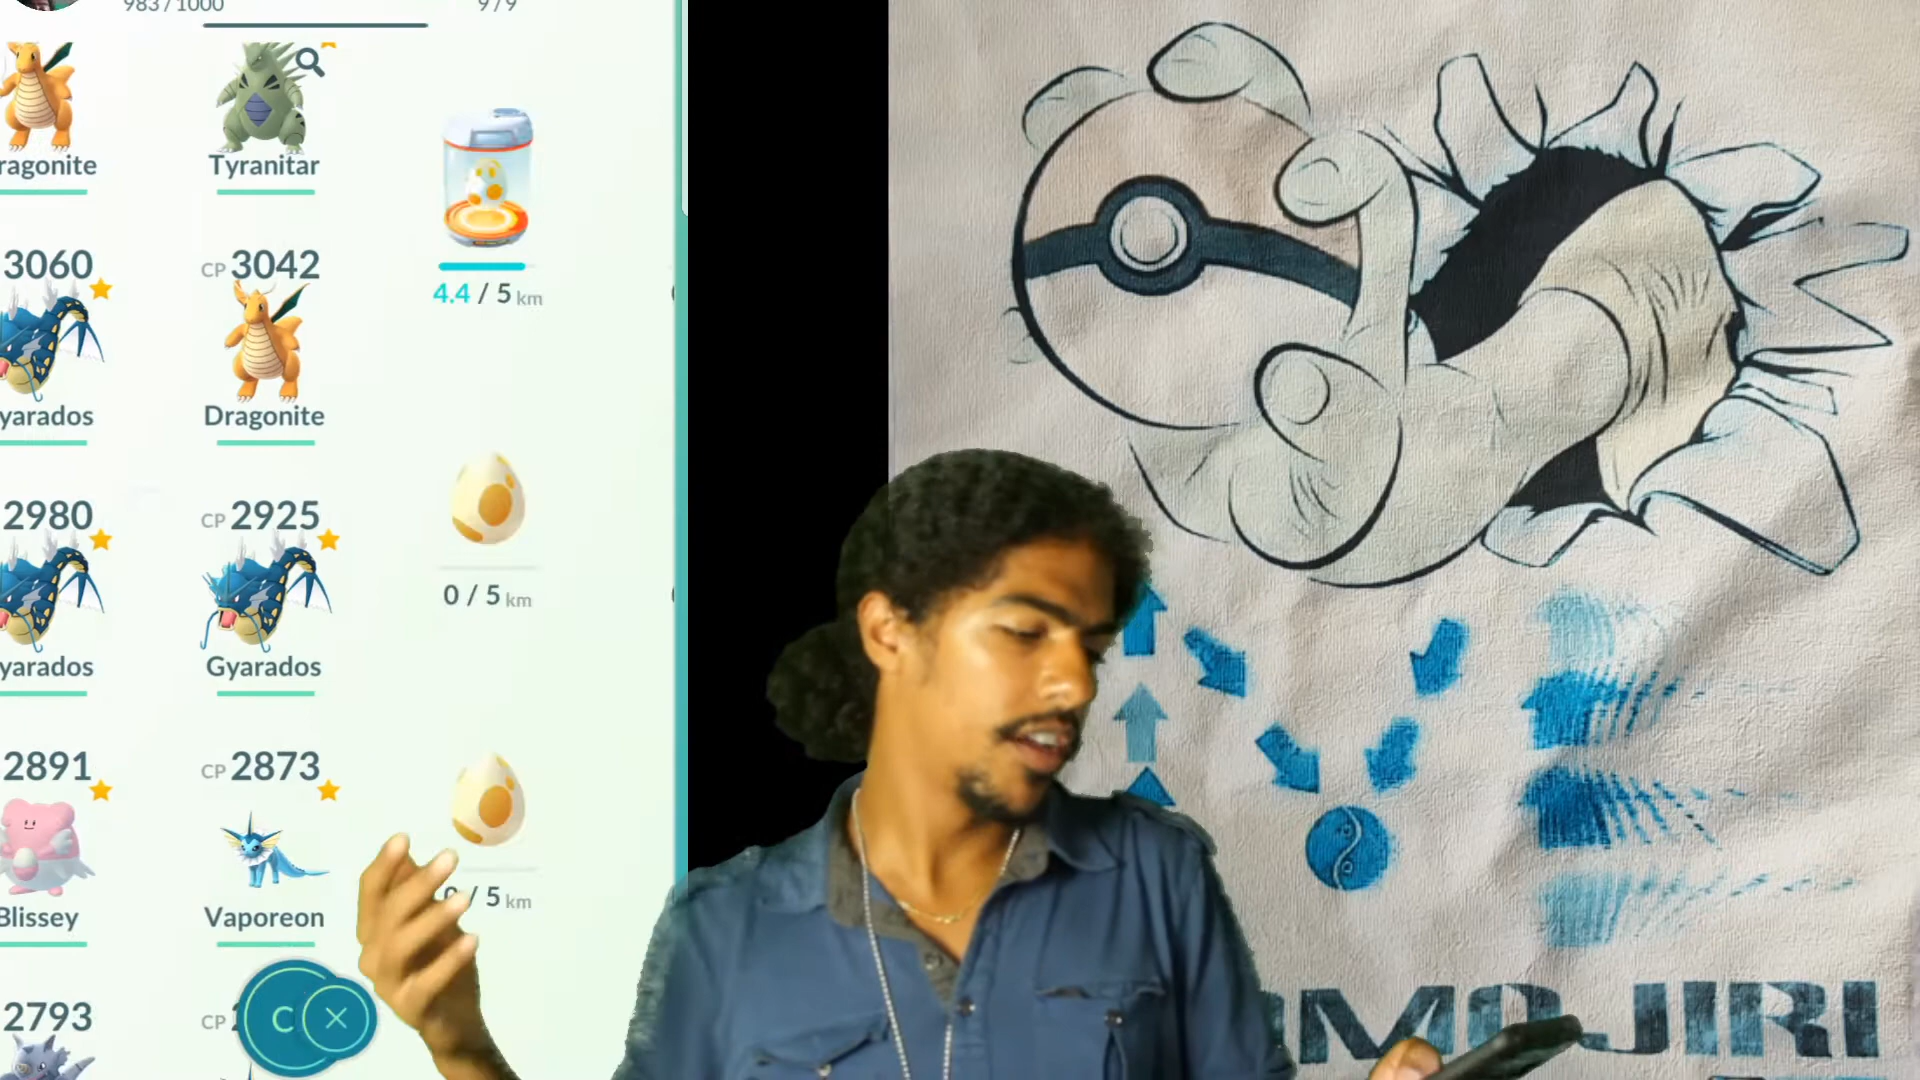 983/1000
9/9
ragonite
Tyranitar
3060
CP 3042
4.4 / 5 km
yarados
Dragonite
2980
CP 2925
0 / 5 km
yarados
Gyarados
2891
CP 2873
/ 5 km
Blissey
Vaporeon
2793
CP
C
MOJIRI